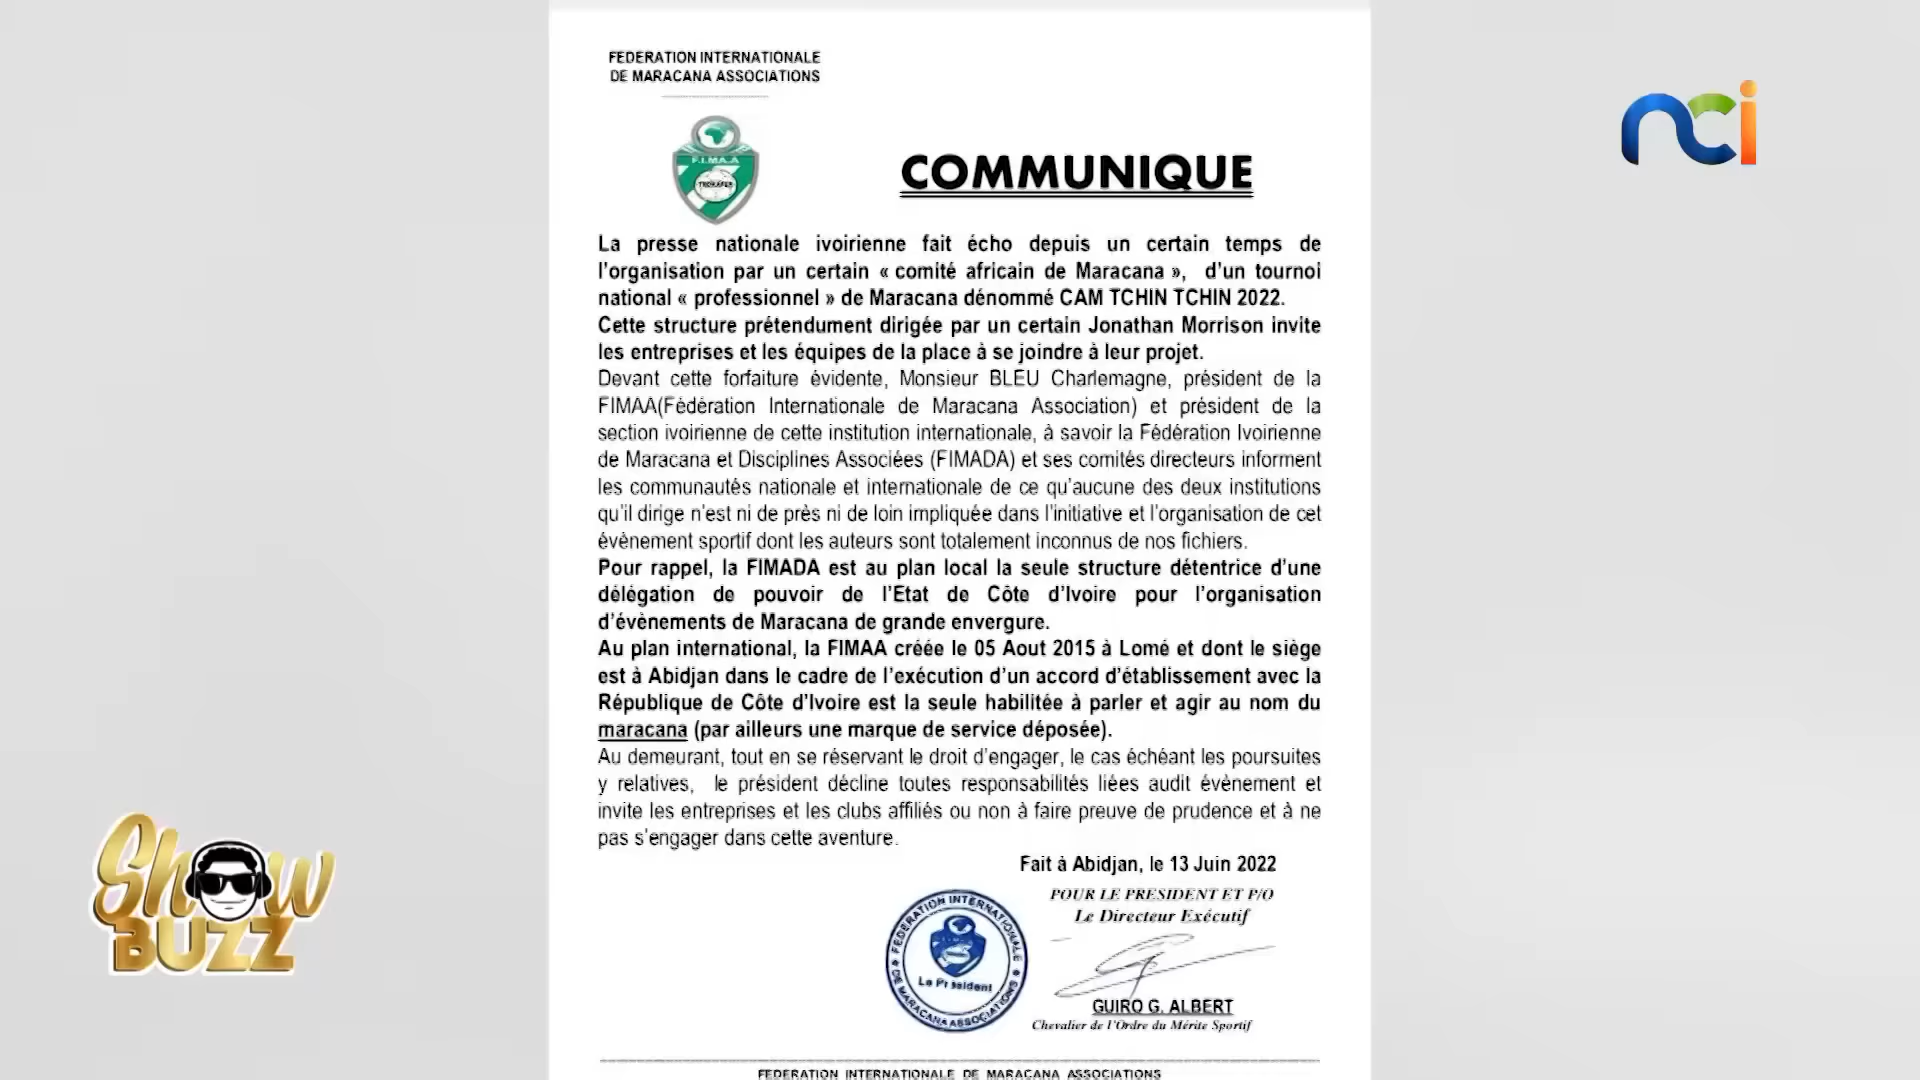 FEDERATION INTERNATIONALE
DE MARACANA ASSOCIATIONS
nci
F.I.MA.A
COMMUNIQUE
La presse nationale ivoirienne fait écho depuis un certain temps de
l'organisation par un certain « comité africain de Maracana », d'un tournoi
national « professionnel » de Maracana dénommé CAM TCHIN TCHIN 2022.
Cette structure prétendument dirigée par un certain Jonathan Morrison invite
les entreprises et les équipes de la place à se joindre à leur projet.
Devant cette forfaiture évidente, Monsieur BLEU Charlemagne, président de la
FIMAA(Fédération Internationale de Maracana Association) et président de la
section ivoirienne de cette institution internationale, à savoir la Fédération Ivoirienne
de Maracana et Disciplines Associées (FIMADA) et ses comités directeurs informent
les communautés nationale et internationale de ce qu'aucune des deux institutions
qu'il dirige n'est ni de près ni de loin impliquée dans l'initiative et l'organisation de cet
évènement sportif dont les auteurs sont totalement inconnus de nos fichiers.
Pour rappel, la FIMADA est au plan local la seule structure détentrice d'une
délégation de pouvoir de l'Etat de Côte d'Ivoire pour l'organisation
d'évènements de Maracana de grande envergure.
Au plan international, la FIMAA créée le 05 Aout 2015 à Lomé et dont le siège
est à Abidjan dans le cadre de l'exécution d'un accord d'établissement avec la
République de Côte d'Ivoire est la seule habilitée à parler et agir au nom du
maracana (par ailleurs une marque de service déposée).
Au demeurant, tout en se réservant le droit d'engager, le cas échéant les poursuites
y relatives, le président décline toutes responsabilités liées audit évènement et
invite les entreprises et les clubs affiliés ou non à faire preuve de prudence et à ne
pas s'engager dans cette aventure.
Fait à Abidjan, le 13 Juin 2022
POUR LE PRESIDENT ET P/O
Le Directeur Exécutif
FEDERATION INTERNATIONALE
DE MARACANA ASSOCIATIONS
Le Président
GUIRO G. ALBERT
Chevalier de l'Ordre du Mérite Sportif
FEDERATION INTERNATIONALE DE MARACANA ASSOCIATIONS
Show
BUZZ